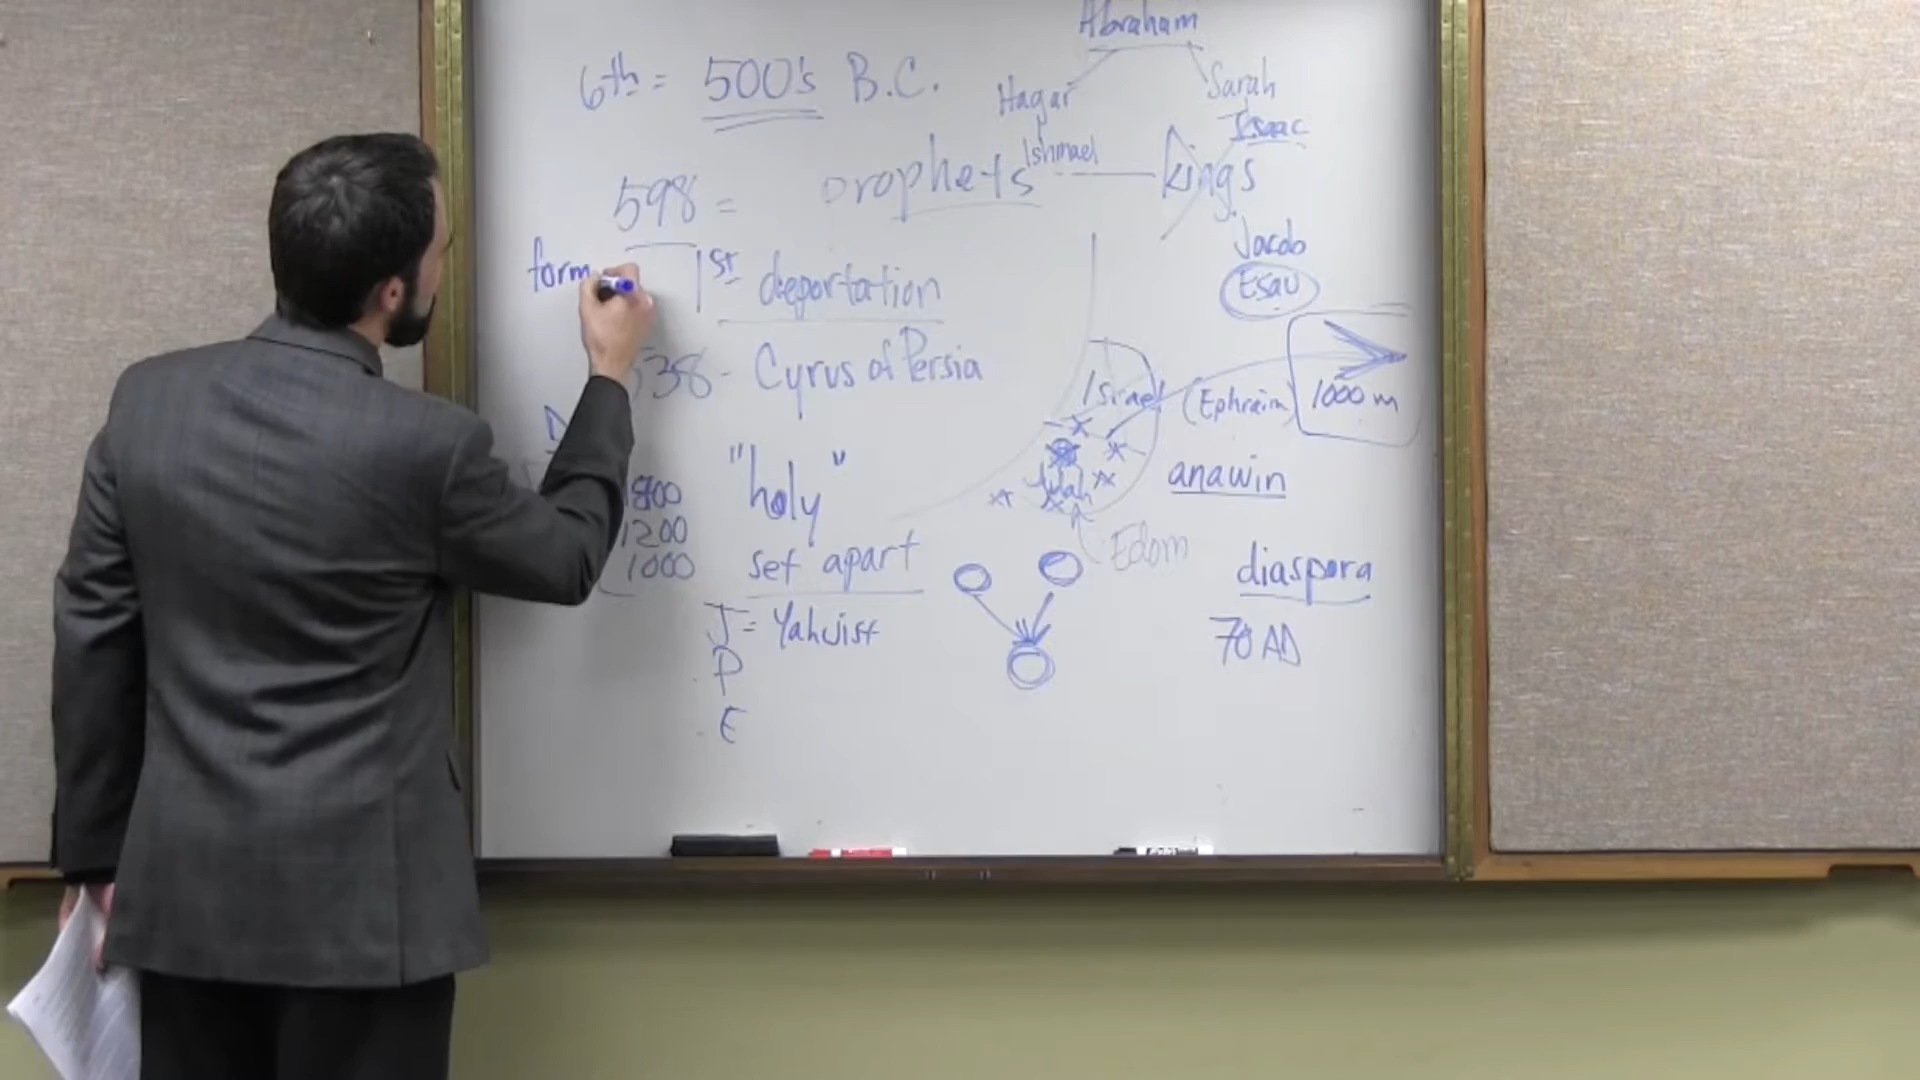 Abraham
6th = 500's B.C.
Hagar
Sarah
Isaac
Ishmael
598 = prophets kings
Jacob
Esau
form
1st deportation
538 - Cyrus of Persia
Israel (Ephraim) 1000 m
"holy"
Judah
anawin
1800
1200
1000
set apart
Edom
diaspora
J = Yahwist
70 AD
P
E